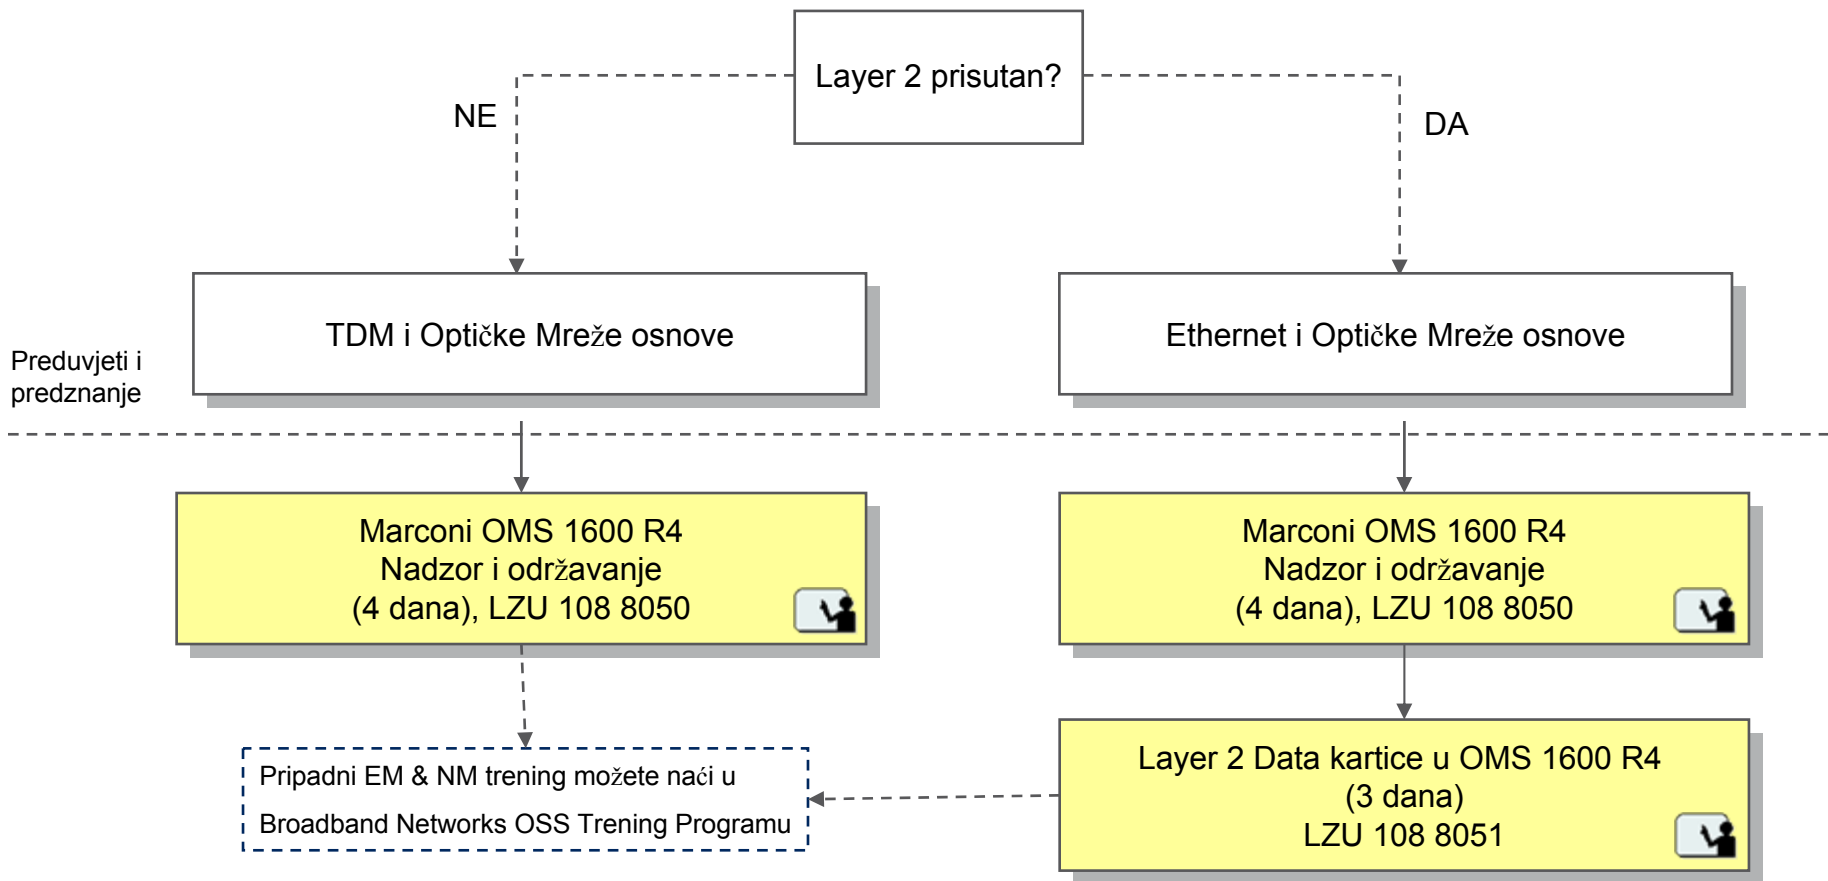 Layer 2 prisutan?
NE
DA
TDM i Optičke Mreže osnove
Ethernet i Optičke Mreže osnove
Preduvjeti i
predznanje
Marconi OMS 1600 R4
Nadzor i održavanje
(4 dana), LZU 108 8050
Marconi OMS 1600 R4
Nadzor i održavanje
(4 dana), LZU 108 8050
Pripadni EM & NM trening možete naći u
Broadband Networks OSS Trening Programu
Layer 2 Data kartice u OMS 1600 R4
(3 dana)
LZU 108 8051